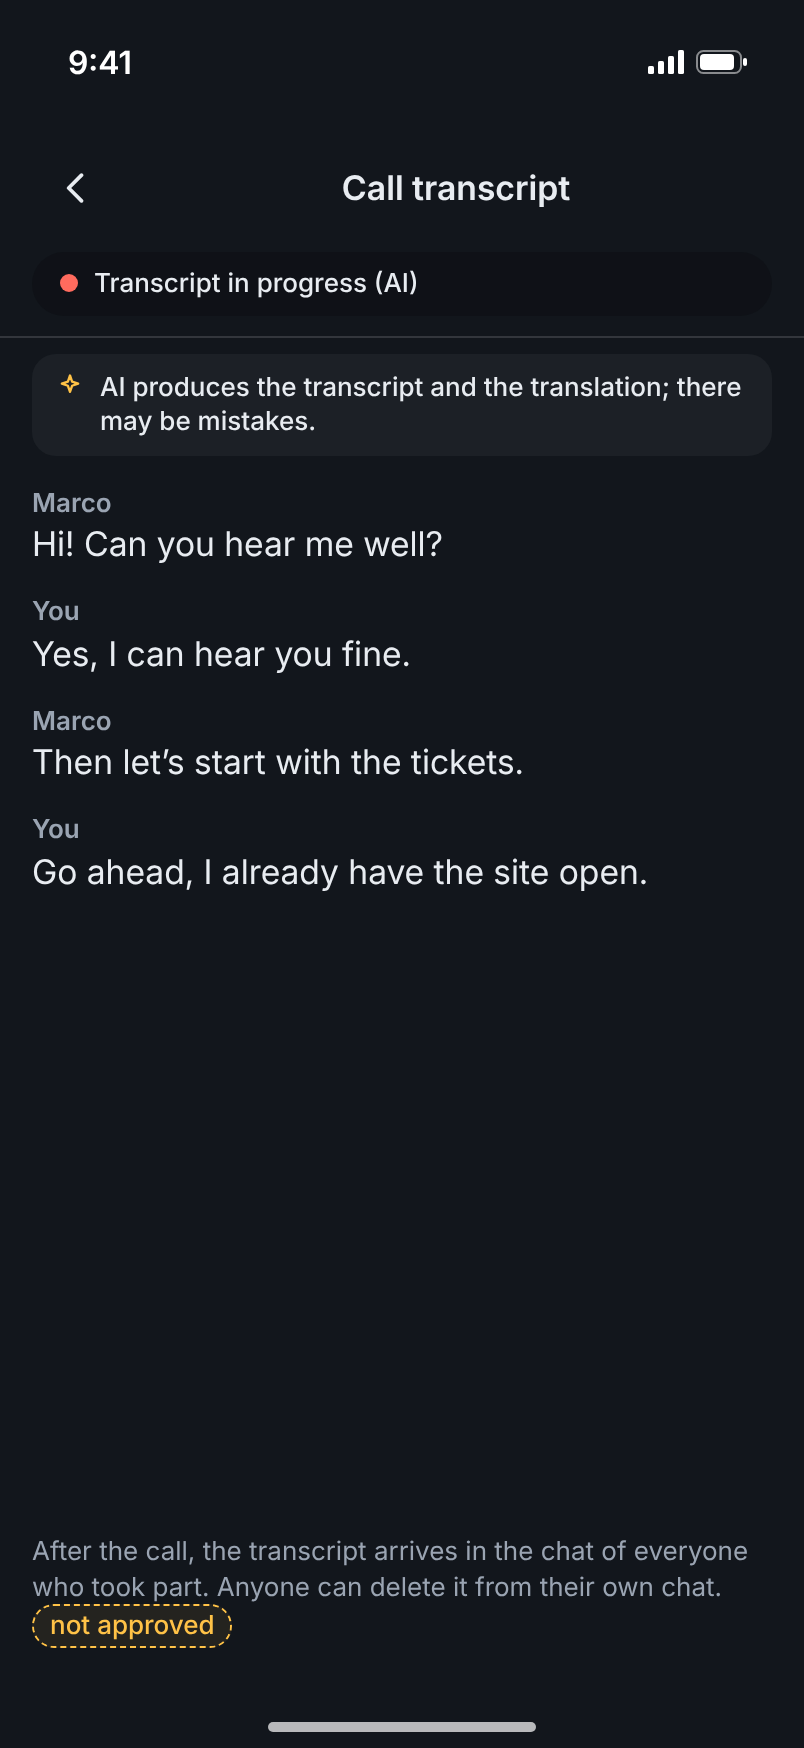 9:41
Call transcript
Transcript in progress (AI)
AI produces the transcript and the translation; there
may be mistakes.
Marco
Hi! Can you hear me well?
You
Yes, I can hear you fine.
Marco
Then let’s start with the tickets.
You
Go ahead, I already have the site open.
After the call, the transcript arrives in the chat of everyone
who took part. Anyone can delete it from their own chat.
not approved